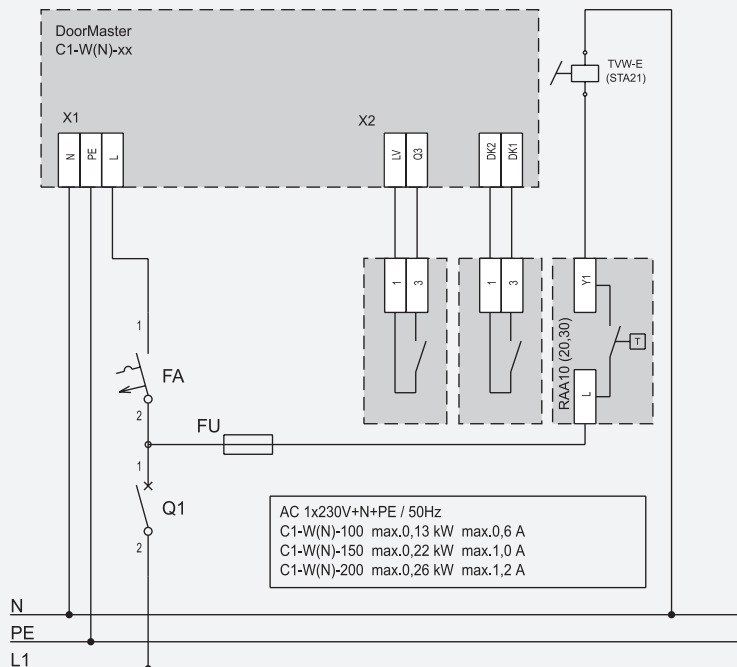 DoorMaster
C1-W(N)-xx
TVW-E
(STA21)
X1
X2
N
PE
L
LV
Q3
DK2
DK1
1
3
1
3
Y1
RAA10 (20,30)
T
L
1
FA
2
FU
1
Q1
2
AC 1x230V+N+PE / 50Hz
C1-W(N)-100 max.0,13 kW max.0,6 A
C1-W(N)-150 max.0,22 kW max.1,0 A
C1-W(N)-200 max.0,26 kW max.1,2 A
N
PE
L1